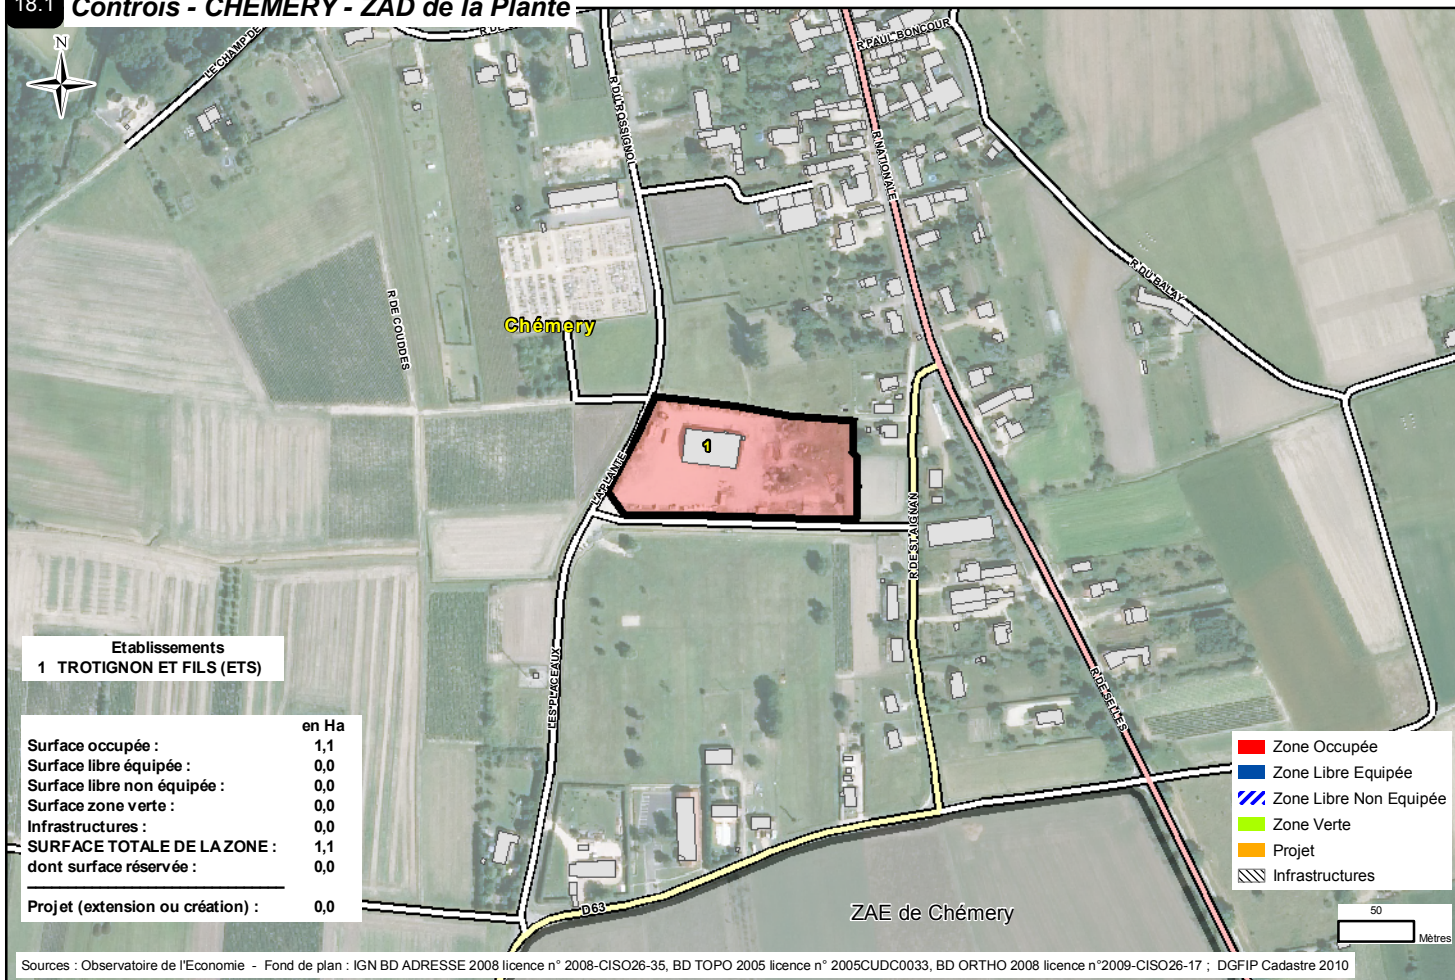 18.1 Controis - CHEMERY - ZAD de la Plante
N
LE CHAMP DE
R DU ROSSIGNOL
R PAUL BONCOUR
R NATIONALE
R DU BALAY
R DE COUDDES
Chémery
1
LA PLANTE
R DE ST AIGNAN
LES PLACEAUX
R DE SELLES
D63
ZAE de Chémery
Etablissements
1 TROTIGNON ET FILS (ETS)
en Ha
Surface occupée : 1,1
Surface libre équipée : 0,0
Surface libre non équipée : 0,0
Surface zone verte : 0,0
Infrastructures : 0,0
SURFACE TOTALE DE LA ZONE : 1,1
dont surface réservée : 0,0
Projet (extension ou création) : 0,0
Zone Occupée
Zone Libre Equipée
Zone Libre Non Equipée
Zone Verte
Projet
Infrastructures
50
Mètres
Sources : Observatoire de l'Economie - Fond de plan : IGN BD ADRESSE 2008 licence n° 2008-CISO26-35, BD TOPO 2005 licence n° 2005CUDC0033, BD ORTHO 2008 licence n°2009-CISO26-17 ; DGFIP Cadastre 2010